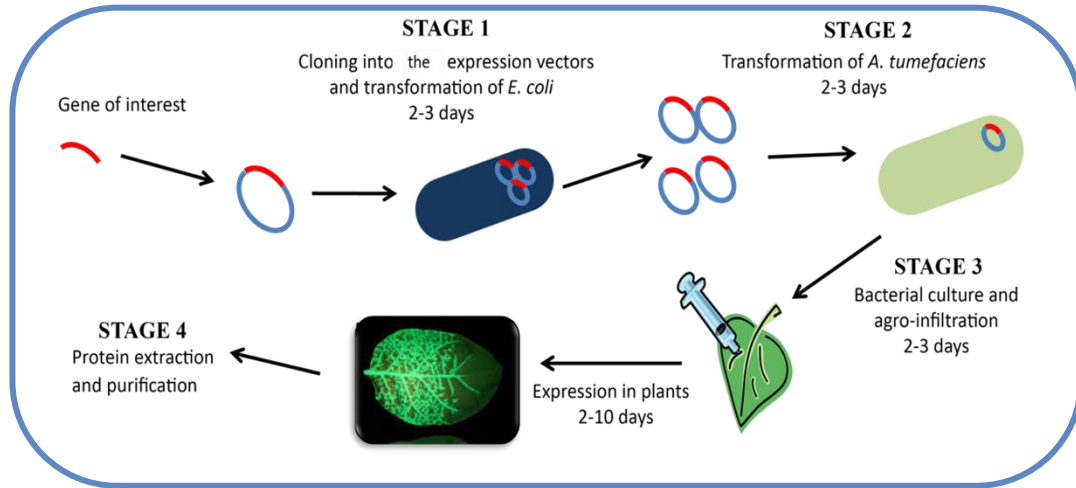 Gene of interest
STAGE 1
Cloning into the expression vectors
and transformation of E. coli
2-3 days
STAGE 2
Transformation of A. tumefaciens
2-3 days
STAGE 3
Bacterial culture and
agro-infiltration
2-3 days
Expression in plants
2-10 days
STAGE 4
Protein extraction
and purification